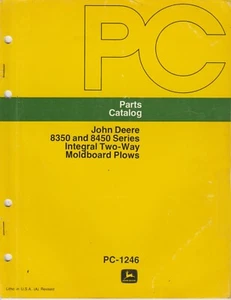 PC
Parts
Catalog
John Deere
8350 and 8450 Series
Integral Two-Way
Moldboard Plows
PC-1246